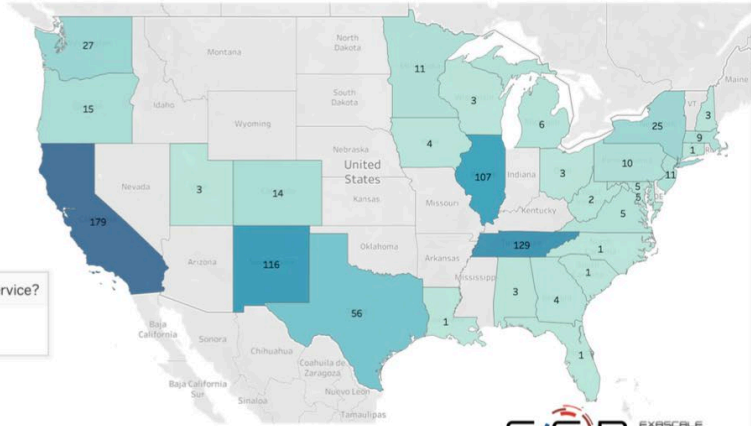 27
Montana
North
Dakota
11
Maine
15
Idaho
South
Dakota
3
VT
3
Wyoming
6
25
9
4
Nebraska
1
United
States
10
Nevada
3
14
107
Indiana
3
11
179
Kansas
Missouri
2
5
5
Kentucky
5
129
1
Arizona
116
Oklahoma
Arkansas
1
Mississippi
rvice?
56
3
4
1
Baja
California
Sonora
Chihuahua
Coahuila de
Zaragoza
1
Baja California
Sur
Sinaloa
Nuevo León
Tamaulipas
EXASCALE